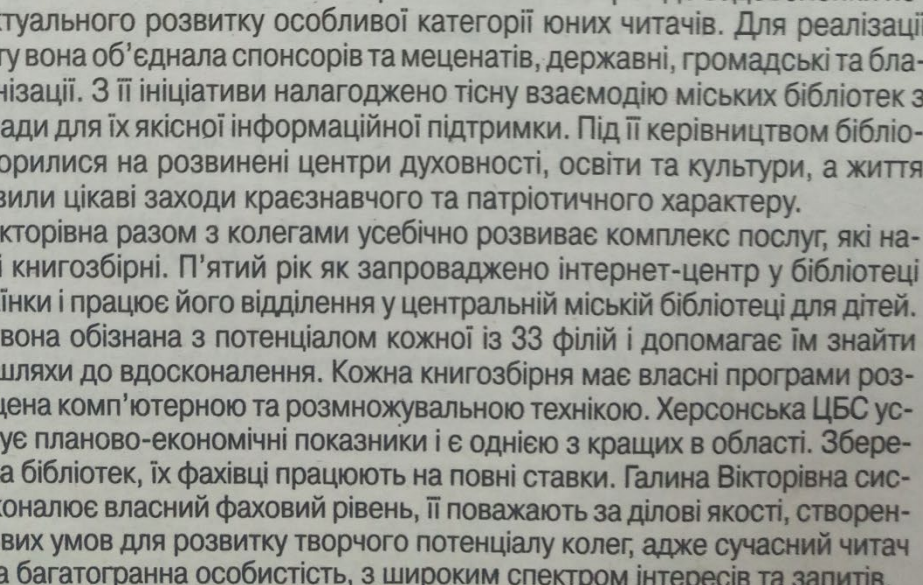 ктуального розвитку особливої категорії юних читачів. Для реалізації
ту вона об’єднала спонсорів та меценатів, державні, громадські та бла-
нізації. З її ініціативи налагоджено тісну взаємодію міських бібліотек з
ади для їх якісної інформаційної підтримки. Під її керівництвом бібліо-
орилися на розвинені центри духовності, освіти та культури, а життя
вили цікаві заходи краєзнавчого та патріотичного характеру.
кторівна разом з колегами усебічно розвиває комплекс послуг, які на-
і книгозбірні. П’ятий рік як запроваджено інтернет-центр у бібліотеці
їнки і працює його відділення у центральній міській бібліотеці для дітей.
вона обізнана з потенціалом кожної із 33 філій і допомагає їм знайти
шляхи до вдосконалення. Кожна книгозбірня має власні програми роз-
щена комп’ютерною та розмножувальною технікою. Херсонська ЦБС ус-
ує планово-економічні показники і є однією з кращих в області. Збере-
а бібліотек, їх фахівці працюють на повні ставки. Галина Вікторівна сис-
коналює власний фаховий рівень, її поважають за ділові якості, створен-
вих умов для розвитку творчого потенціалу колег, адже сучасний читач
а багатогранна особистість, з широким спектром інтересів та запитів